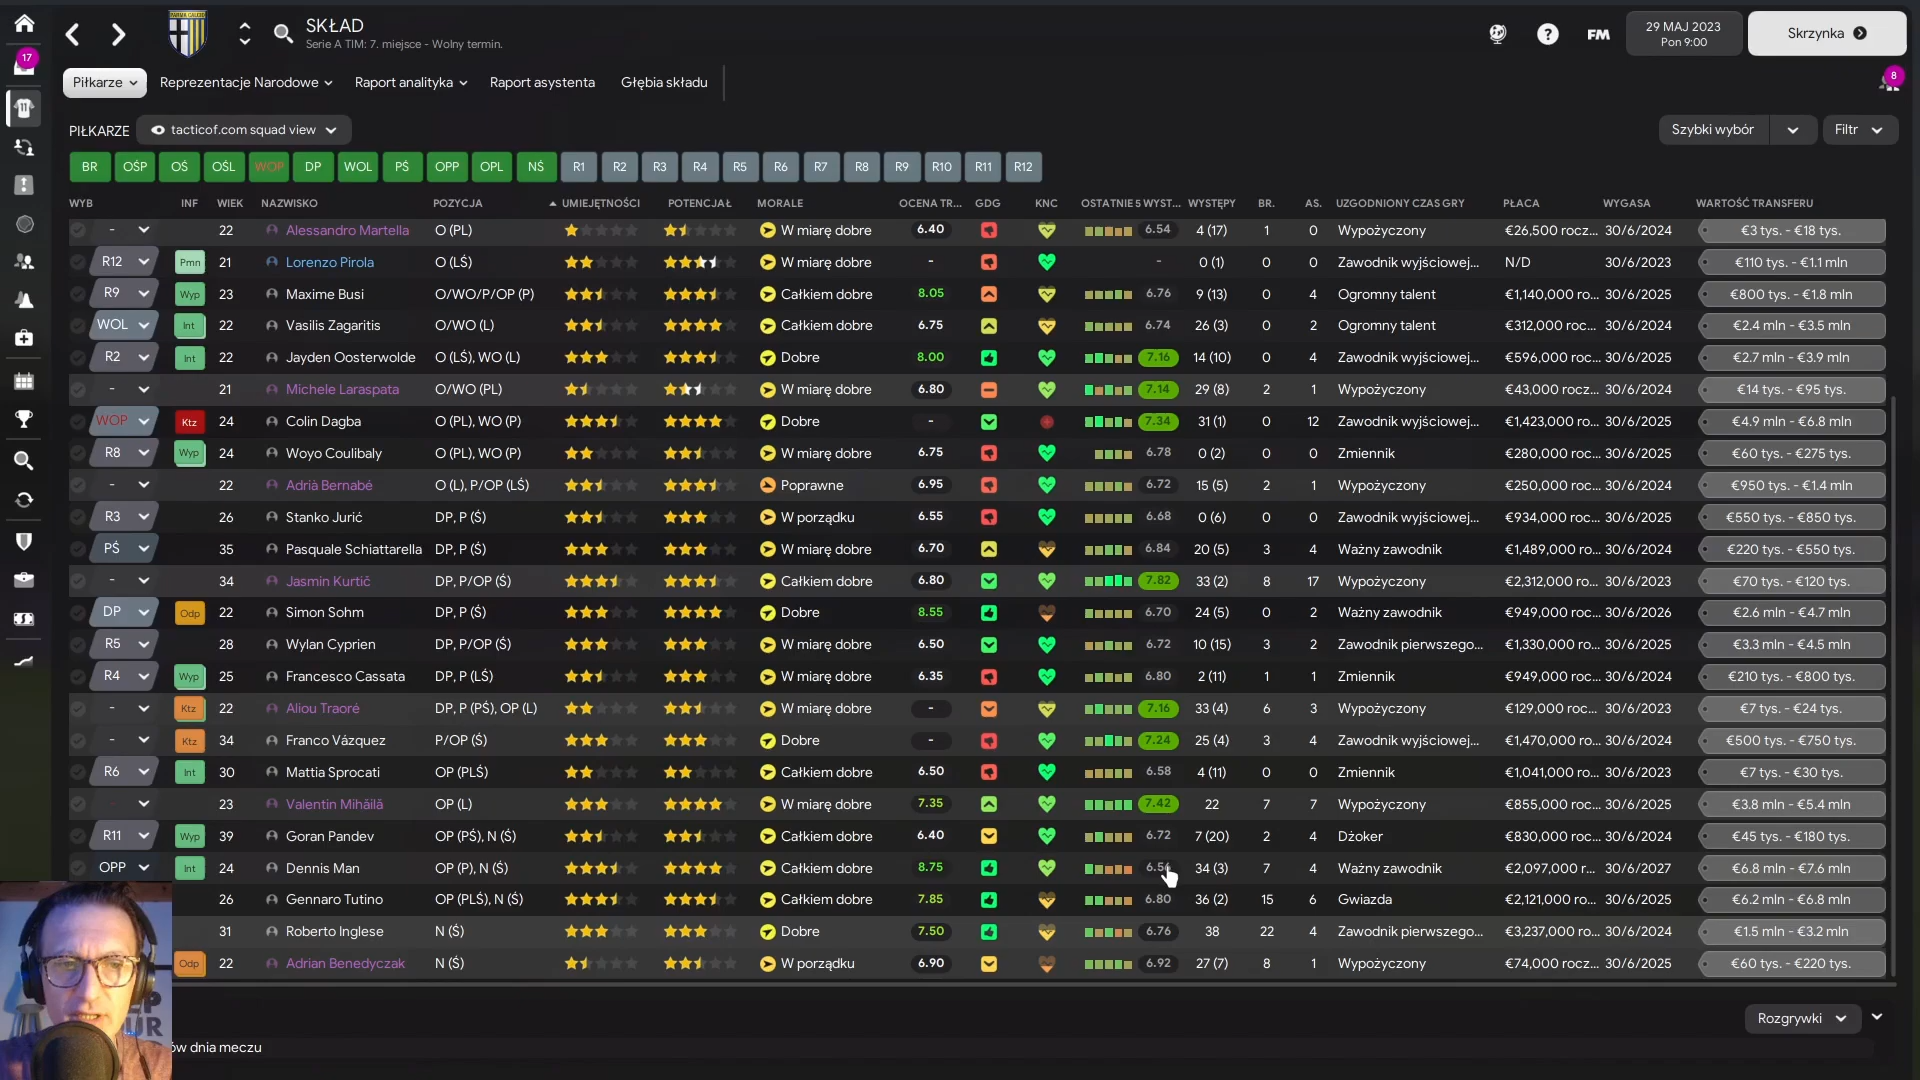 SKŁAD
Serie A TIM: 7. miejsce - Wolny termin.
29 MAJ 2023
Pon 9:00
Skrzynka
FM
17
8
Piłkarze
Reprezentacje Narodowe
Raport analityka
Raport asystenta
Głębia składu
PIŁKARZE
tacticof.com squad view
Szybki wybór
Filtr
BR OŚP OŚ OŚL WOP DP WOL PŚ OPP OPL NŚ R1 R2 R3 R4 R5 R6 R7 R8 R9 R10 R11 R12
WYB INF WIEK NAZWISKO POZYCJA UMIEJĘTNOŚCI POTENCJAŁ MORALE OCENA TR... GDG KNC OSTATNIE 5 WYST... WYSTĘPY BR. AS. UZGODNIONY CZAS GRY PŁACA WYGASA WARTOŚĆ TRANSFERU
- 22 Alessandro Martella O (PL) W miarę dobre 6.40 6.54 4 (17) 1 0 Wypożyczony €26,500 rocz... 30/6/2024 €3 tys. - €18 tys.
R12 Pmn 21 Lorenzo Pirola O (LŚ) W miarę dobre - - 0 (1) 0 0 Zawodnik wyjściowej... N/D 30/6/2023 €110 tys. - €1.1 mln
R9 Wyp 23 Maxime Busi O/WO/P/OP (P) Całkiem dobre 8.05 6.76 9 (13) 0 4 Ogromny talent €1,140,000 ro... 30/6/2025 €800 tys. - €1.8 mln
WOL Int 22 Vasilis Zagaritis O/WO (L) Całkiem dobre 6.75 6.74 26 (3) 0 2 Ogromny talent €312,000 roc... 30/6/2024 €2.4 mln - €3.5 mln
R2 Int 22 Jayden Oosterwolde O (LŚ), WO (L) Dobre 8.00 7.16 14 (10) 0 4 Zawodnik wyjściowej... €596,000 roc... 30/6/2025 €2.7 mln - €3.9 mln
- 21 Michele Laraspata O/WO (PL) W miarę dobre 6.80 7.14 29 (8) 2 1 Wypożyczony €43,000 rocz... 30/6/2024 €14 tys. - €95 tys.
WOP Ktz 24 Colin Dagba O (PL), WO (P) Dobre - 7.34 31 (1) 0 12 Zawodnik wyjściowej... €1,423,000 ro... 30/6/2024 €4.9 mln - €6.8 mln
R8 Wyp 24 Woyo Coulibaly O (PL), WO (P) W miarę dobre 6.75 6.78 0 (2) 0 0 Zmiennik €280,000 roc... 30/6/2025 €60 tys. - €275 tys.
- 22 Adrià Bernabé O (L), P/OP (LŚ) Poprawne 6.95 6.72 15 (5) 2 1 Wypożyczony €250,000 roc... 30/6/2024 €950 tys. - €1.4 mln
R3 26 Stanko Jurić DP, P (Ś) W porządku 6.55 6.68 0 (6) 0 0 Zawodnik wyjściowej... €934,000 roc... 30/6/2025 €550 tys. - €850 tys.
PŚ 35 Pasquale Schiattarella DP, P (Ś) W miarę dobre 6.70 6.84 20 (5) 3 4 Ważny zawodnik €1,489,000 ro... 30/6/2024 €220 tys. - €550 tys.
- 34 Jasmin Kurtič DP, P/OP (Ś) Całkiem dobre 6.80 7.82 33 (2) 8 17 Wypożyczony €2,312,000 ro... 30/6/2023 €70 tys. - €120 tys.
DP Odp 22 Simon Sohm DP, P (Ś) Dobre 8.55 6.70 24 (5) 0 2 Ważny zawodnik €949,000 roc... 30/6/2026 €2.6 mln - €4.7 mln
R5 28 Wylan Cyprien DP, P/OP (Ś) W miarę dobre 6.50 6.72 10 (15) 3 2 Zawodnik pierwszego... €1,330,000 ro... 30/6/2025 €3.3 mln - €4.5 mln
R4 Wyp 25 Francesco Cassata DP, P (LŚ) W miarę dobre 6.35 6.80 2 (11) 1 1 Zmiennik €949,000 roc... 30/6/2024 €210 tys. - €800 tys.
- Ktz 22 Aliou Traoré DP, P (PŚ), OP (L) W miarę dobre - 7.16 33 (4) 6 3 Wypożyczony €129,000 roc... 30/6/2023 €7 tys. - €24 tys.
- Ktz 34 Franco Vázquez P/OP (Ś) Dobre - 7.24 25 (4) 3 4 Zawodnik wyjściowej... €1,470,000 ro... 30/6/2024 €500 tys. - €750 tys.
R6 Int 30 Mattia Sprocati OP (PLŚ) Całkiem dobre 6.50 6.58 4 (11) 0 0 Zmiennik €1,041,000 ro... 30/6/2023 €7 tys. - €30 tys.
- 23 Valentin Mihăilă OP (L) W miarę dobre 7.35 7.42 22 7 7 Wypożyczony €855,000 roc... 30/6/2025 €3.8 mln - €5.4 mln
R11 Wyp 39 Goran Pandev OP (PŚ), N (Ś) Całkiem dobre 6.40 6.72 7 (20) 2 4 Dżoker €830,000 roc... 30/6/2024 €45 tys. - €180 tys.
OPP Int 24 Dennis Man OP (P), N (Ś) Całkiem dobre 8.75 34 (3) 7 4 Ważny zawodnik €2,097,000 r... 30/6/2027 €6.8 mln - €7.6 mln
26 Gennaro Tutino OP (PLŚ), N (Ś) Całkiem dobre 7.85 6.80 36 (2) 15 6 Gwiazda €2,121,000 ro... 30/6/2025 €6.2 mln - €6.8 mln
31 Roberto Inglese N (Ś) Dobre 7.50 6.76 38 22 4 Zawodnik pierwszego... €3,237,000 ro... 30/6/2024 €1.5 mln - €3.2 mln
Odp 22 Adrian Benedyczak N (Ś) W porządku 6.90 6.92 27 (7) 8 1 Wypożyczony €74,000 rocz... 30/6/2025 €60 tys. - €220 tys.
Rozgrywki
dnia meczu